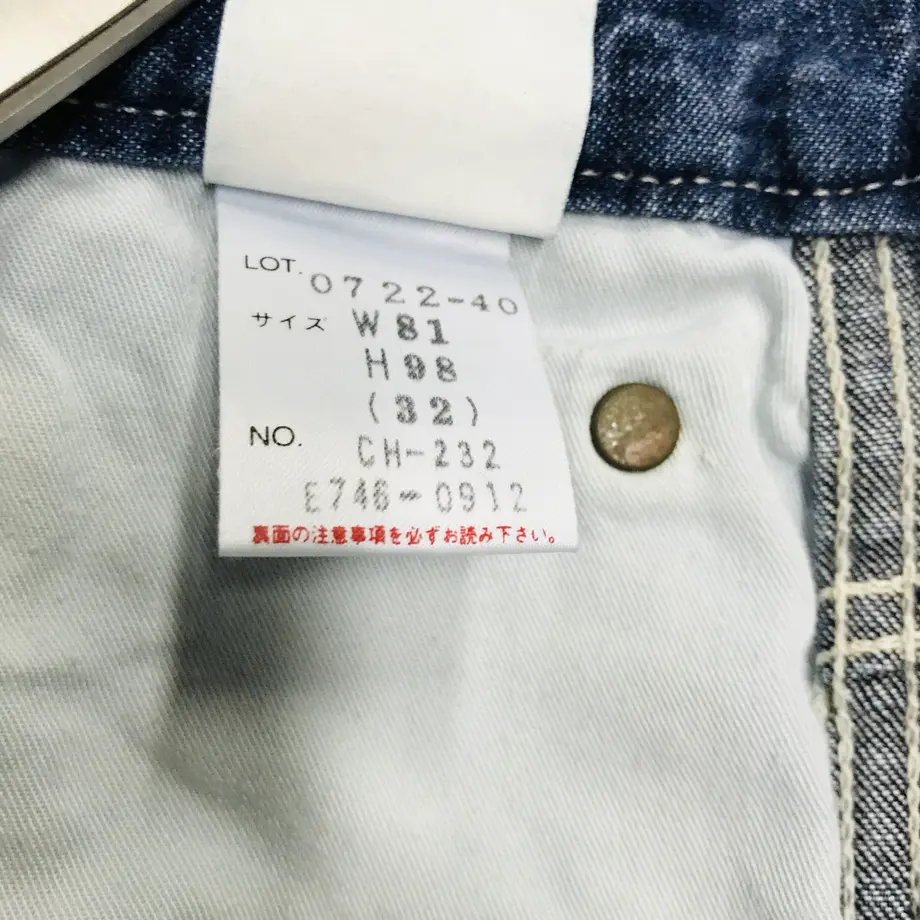 LOT. 0722-40
サイズ W81
H98
(32)
NO. CH-232
E746-0912
裏面の注意事項を必ずお読み下さい。